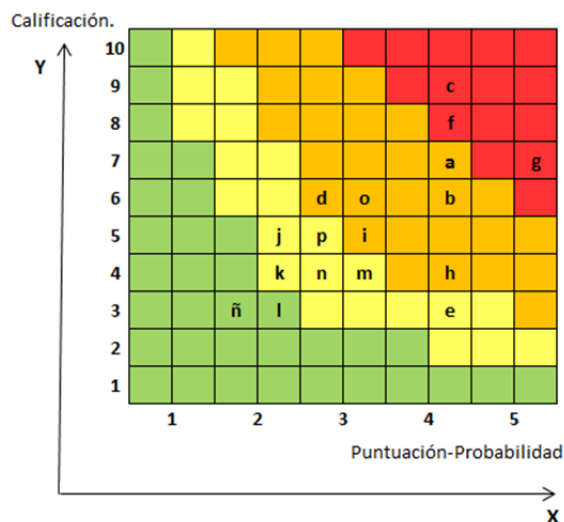 Calificación.
Y
10
9 c
8 f
7 a g
6 d o b
5 j p i
4 k n m h
3 ñ l e
2
1
1 2 3 4 5
Puntuación-Probabilidad
X